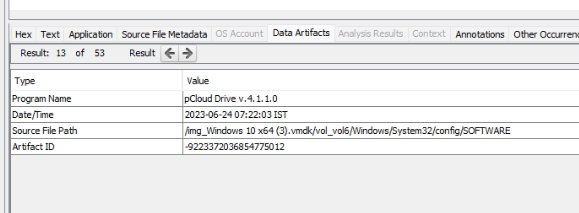 Hex Text Application Source File Metadata OS Account Data Artifacts Analysis Results Context Annotations Other Occurren
Result: 13 of 53 Result
Type Value
Program Name pCloud Drive v.4.1.1.0
Date/Time 2023-06-24 07:22:03 IST
Source File Path /img_Windows 10 x64 (3).vmdk/vol_vol6/Windows/System32/config/SOFTWARE
Artifact ID -9223372036854775012